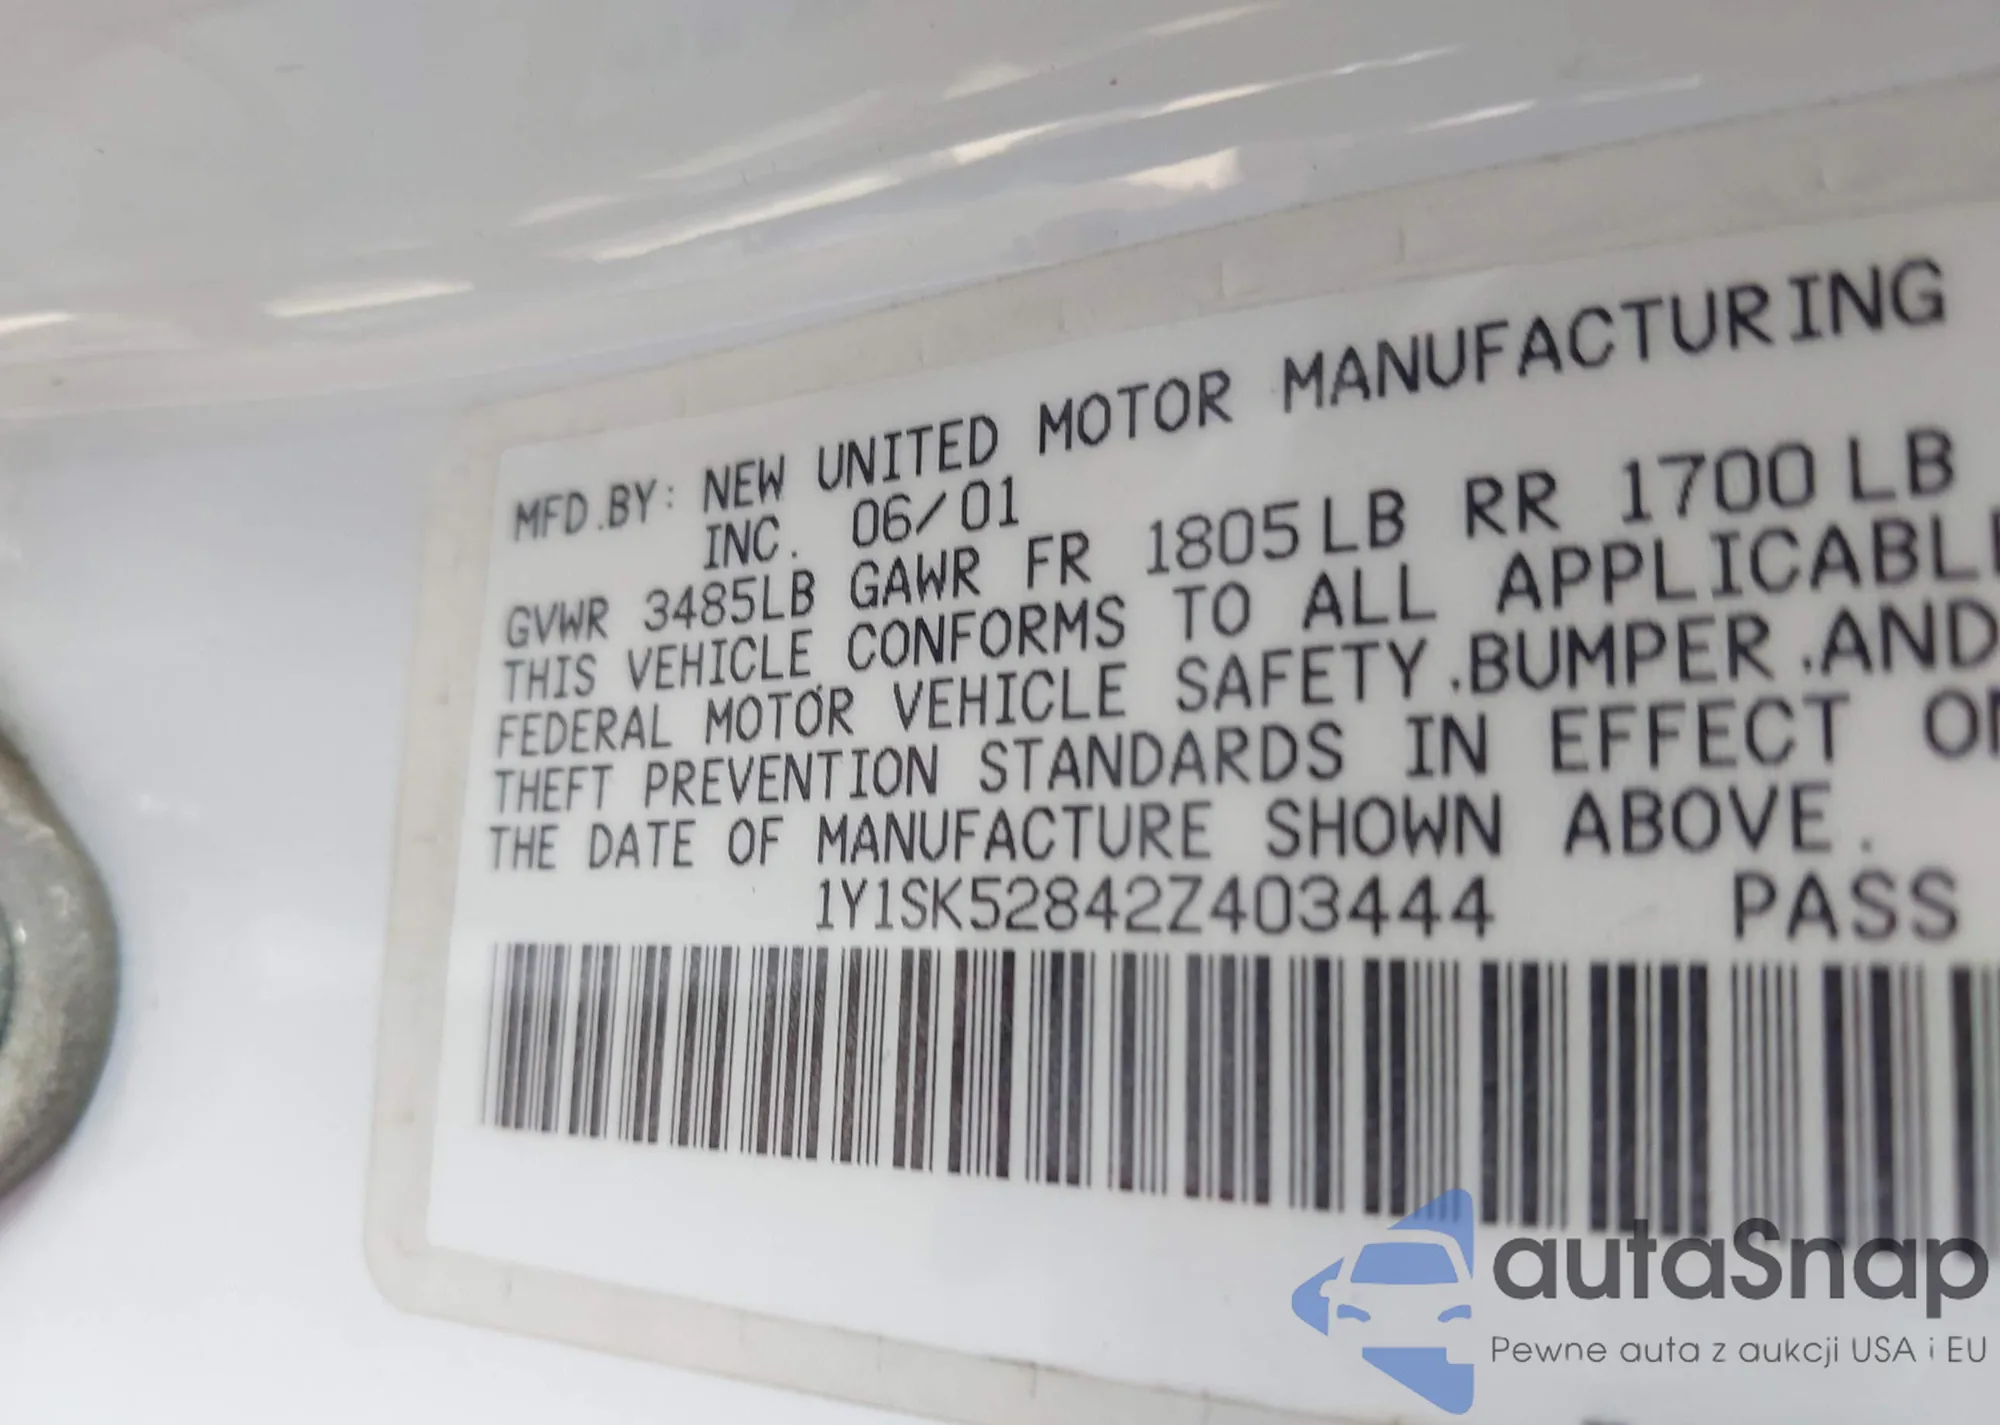 MFD.BY: NEW UNITED MOTOR MANUFACTURING
INC. 06/01
GVWR 3485LB GAWR FR 1805LB RR 1700LB
THIS VEHICLE CONFORMS TO ALL APPLICABLE
FEDERAL MOTOR VEHICLE SAFETY.BUMPER.AND
THEFT PREVENTION STANDARDS IN EFFECT ON
THE DATE OF MANUFACTURE SHOWN ABOVE.
1Y1SK52842Z403444 PASS
autaSnap
Pewne auta z aukcji USA i EU